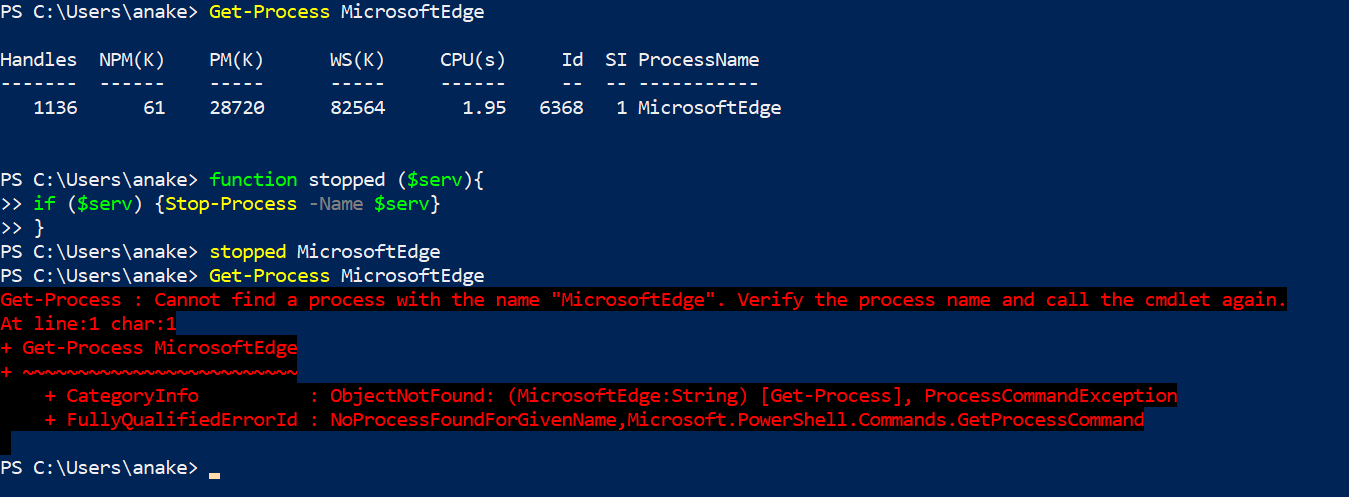 PS C:\Users\anake> Get-Process MicrosoftEdge
Handles  NPM(K)    PM(K)      WS(K)     CPU(s)     Id  SI ProcessName
-------  ------    -----      -----     ------     --  -- -----------
   1136      61    28720      82564       1.95   6368   1 MicrosoftEdge
PS C:\Users\anake> function stopped ($serv){
>> if ($serv) {Stop-Process -Name $serv}
>> }
PS C:\Users\anake> stopped MicrosoftEdge
PS C:\Users\anake> Get-Process MicrosoftEdge
Get-Process : Cannot find a process with the name "MicrosoftEdge". Verify the process name and call the cmdlet again.
At line:1 char:1
+ Get-Process MicrosoftEdge
+ ~~~~~~~~~~~~~~~~~~~~~~~~~
    + CategoryInfo          : ObjectNotFound: (MicrosoftEdge:String) [Get-Process], ProcessCommandException
    + FullyQualifiedErrorId : NoProcessFoundForGivenName,Microsoft.PowerShell.Commands.GetProcessCommand
PS C:\Users\anake> _